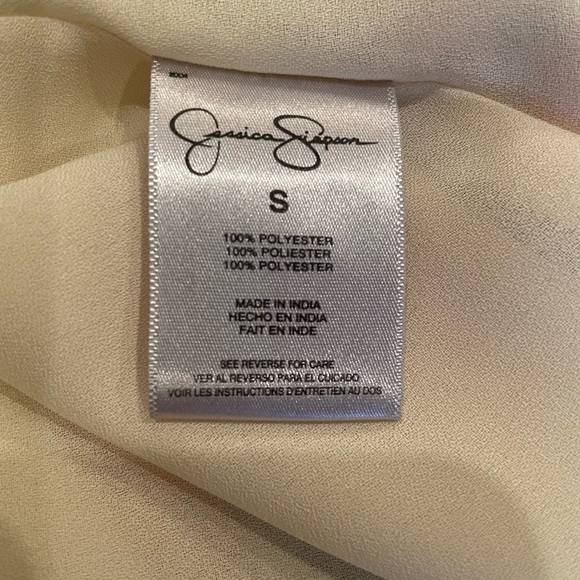 Jessica Simpson
S
100% POLYESTER
100% POLIESTER
100% POLYESTER
MADE IN INDIA
HECHO EN INDIA
FAIT EN INDE
SEE REVERSE FOR CARE
VER AL REVERSO PARA EL CUIDADO
VOIR LES INSTRUCTIONS D'ENTRETIEN AU DOS